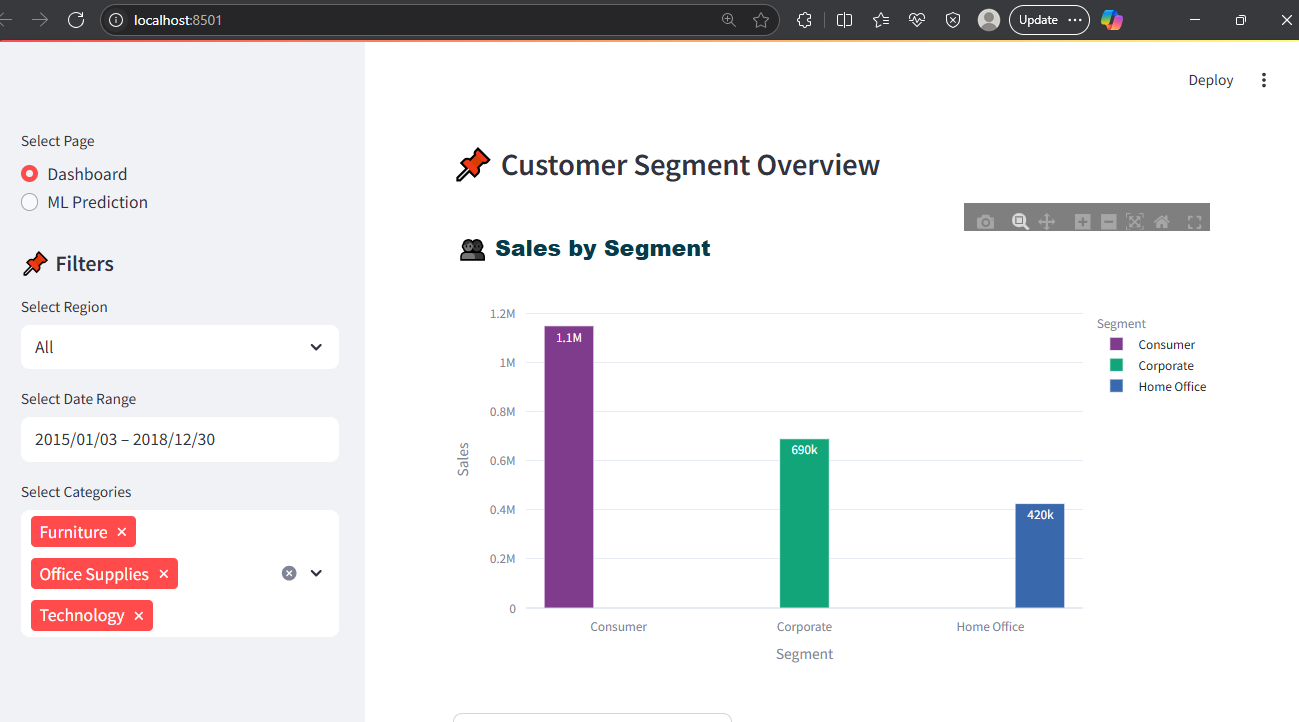 localhost:8501
Update
Deploy
Select Page
Dashboard
ML Prediction
Filters
Select Region
All
Select Date Range
2015/01/03 – 2018/12/30
Select Categories
Furniture
Office Supplies
Technology
Customer Segment Overview
Sales by Segment
1.2M
1M
0.8M
0.6M
0.4M
0.2M
0
Sales
1.1M
690k
420k
Consumer
Corporate
Home Office
Segment
Segment
Consumer
Corporate
Home Office